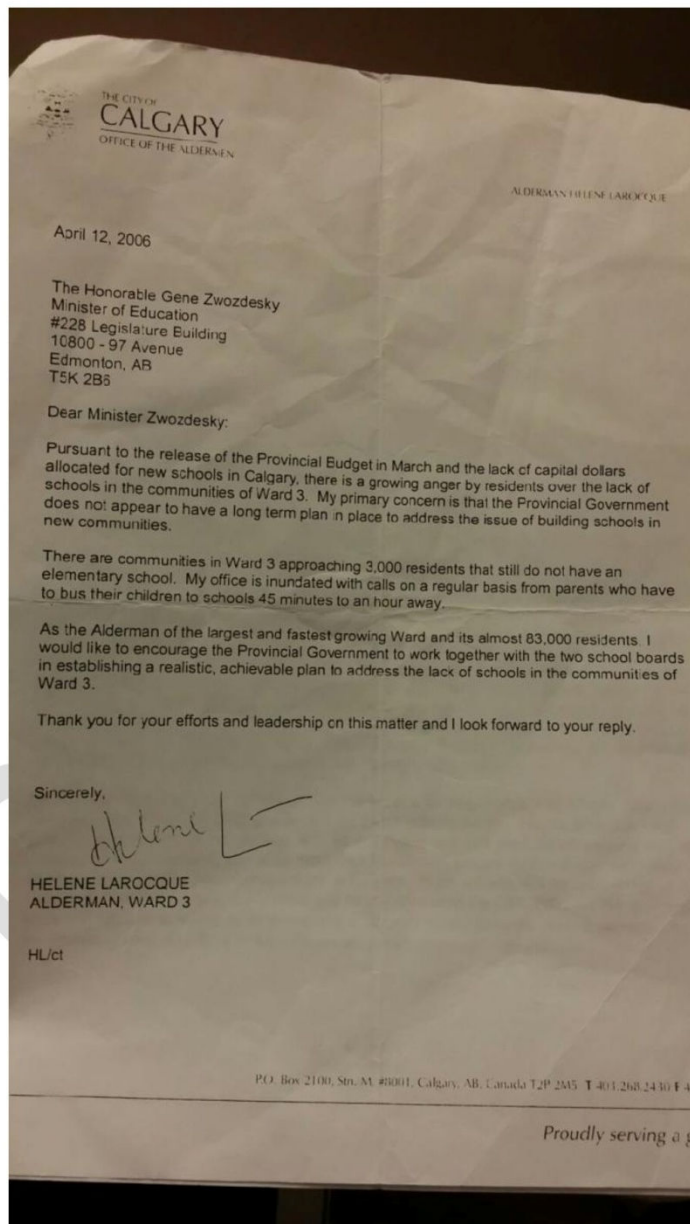 THE CITY OF
CALGARY
OFFICE OF THE ALDERMEN
ALDERMAN HELENE LAROCQUE
April 12, 2006
The Honorable Gene Zwozdesky
Minister of Education
#228 Legislature Building
10800 - 97 Avenue
Edmonton, AB
T5K 2B6
Dear Minister Zwozdesky:
Pursuant to the release of the Provincial Budget in March and the lack of capital dollars
allocated for new schools in Calgary, there is a growing anger by residents over the lack of
schools in the communities of Ward 3. My primary concern is that the Provincial Government
does not appear to have a long term plan in place to address the issue of building schools in
new communities.
There are communities in Ward 3 approaching 3,000 residents that still do not have an
elementary school. My office is inundated with calls on a regular basis from parents who have
to bus their children to schools 45 minutes to an hour away.
As the Alderman of the largest and fastest growing Ward and its almost 83,000 residents, I
would like to encourage the Provincial Government to work together with the two school boards
in establishing a realistic, achievable plan to address the lack of schools in the communities of
Ward 3.
Thank you for your efforts and leadership on this matter and I look forward to your reply.
Sincerely,
Helene L
HELENE LAROCQUE
ALDERMAN, WARD 3
HL/ct
P.O. Box 2100, Stn. M, #8001, Calgary, AB, Canada T2P 2M5 T 403.268.2430 F 4
Proudly serving a g